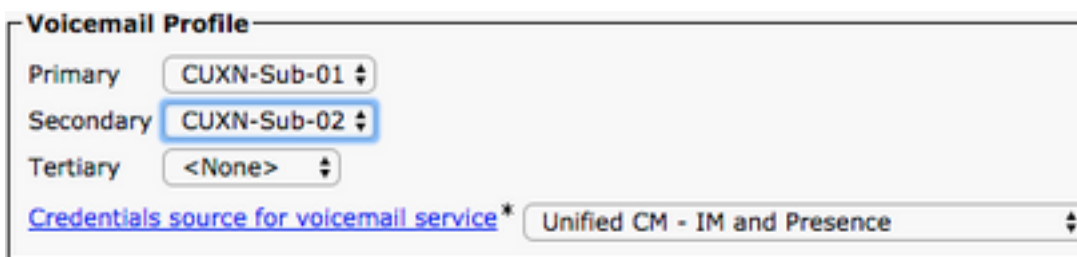 Voicemail Profile
Primary CUXN-Sub-01
Secondary CUXN-Sub-02
Tertiary <None>
Credentials source for voicemail service* Unified CM - IM and Presence